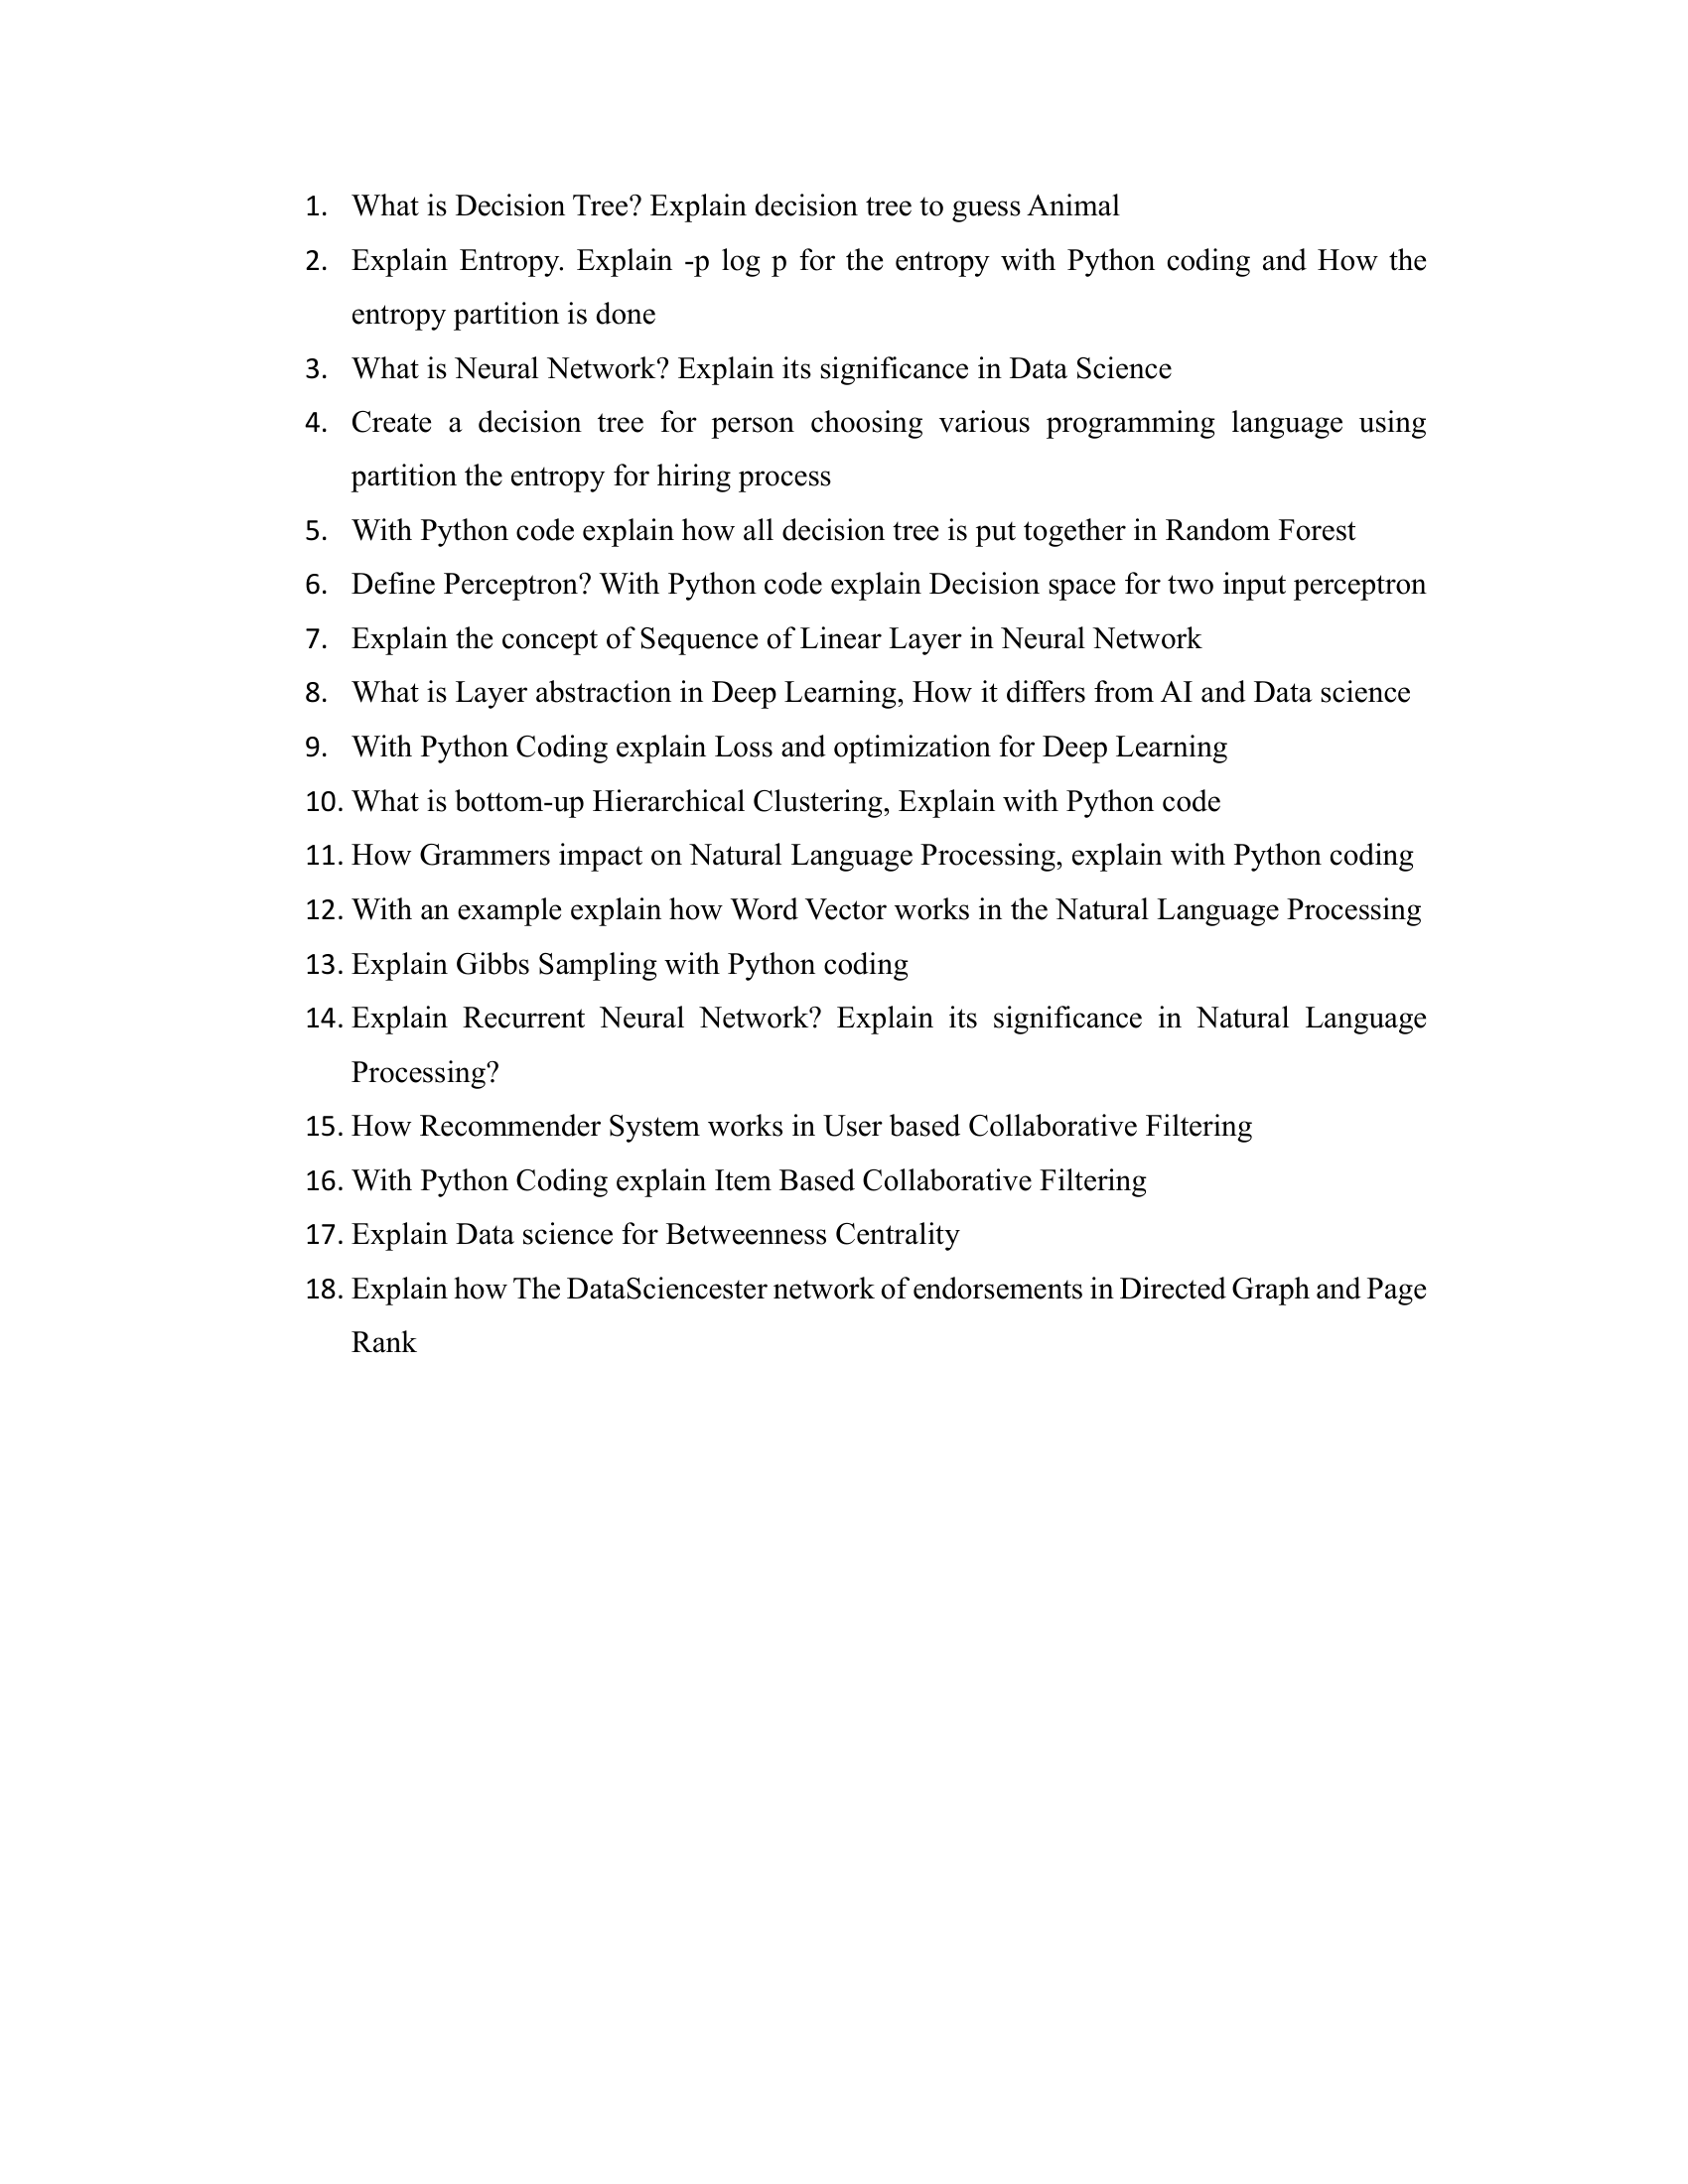 1. What is Decision Tree? Explain decision tree to guess Animal
2. Explain Entropy. Explain -p log p for the entropy with Python coding and How the
entropy partition is done
3. What is Neural Network? Explain its significance in Data Science
4. Create a decision tree for person choosing various programming language using
partition the entropy for hiring process
5. With Python code explain how all decision tree is put together in Random Forest
6. Define Perceptron? With Python code explain Decision space for two input perceptron
7. Explain the concept of Sequence of Linear Layer in Neural Network
8. What is Layer abstraction in Deep Learning, How it differs from AI and Data science
9. With Python Coding explain Loss and optimization for Deep Learning
10. What is bottom-up Hierarchical Clustering, Explain with Python code
11. How Grammers impact on Natural Language Processing, explain with Python coding
12. With an example explain how Word Vector works in the Natural Language Processing
13. Explain Gibbs Sampling with Python coding
14. Explain Recurrent Neural Network? Explain its significance in Natural Language
Processing?
15. How Recommender System works in User based Collaborative Filtering
16. With Python Coding explain Item Based Collaborative Filtering
17. Explain Data science for Betweenness Centrality
18. Explain how The DataSciencester network of endorsements in Directed Graph and Page
Rank